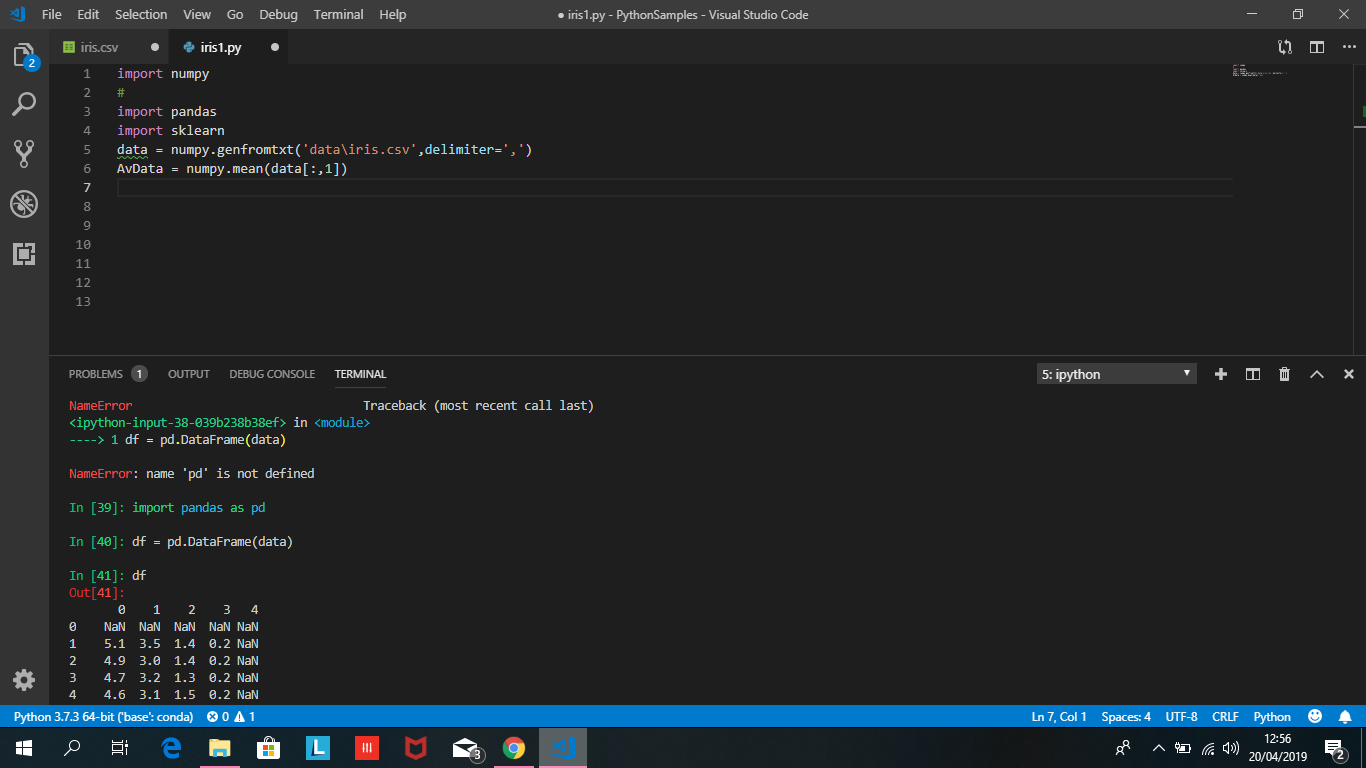 File Edit Selection View Go Debug Terminal Help ● iris1.py - PythonSamples - Visual Studio Code
iris.csv iris1.py
2
1 import numpy
2 #
3 import pandas
4 import sklearn
5 data = numpy.genfromtxt('data\iris.csv',delimiter=',')
6 AvData = numpy.mean(data[:,1])
7
8
9
10
11
12
13
PROBLEMS 1 OUTPUT DEBUG CONSOLE TERMINAL 5: ipython
NameError Traceback (most recent call last)
<ipython-input-38-039b238b38ef> in <module>
----> 1 df = pd.DataFrame(data)
NameError: name 'pd' is not defined
In [39]: import pandas as pd
In [40]: df = pd.DataFrame(data)
In [41]: df
Out[41]:
0 1 2 3 4
0 NaN NaN NaN NaN NaN
1 5.1 3.5 1.4 0.2 NaN
2 4.9 3.0 1.4 0.2 NaN
3 4.7 3.2 1.3 0.2 NaN
4 4.6 3.1 1.5 0.2 NaN
Python 3.7.3 64-bit ('base': conda) 0 1 Ln 7, Col 1 Spaces: 4 UTF-8 CRLF Python
L 3 12:56
20/04/2019 2